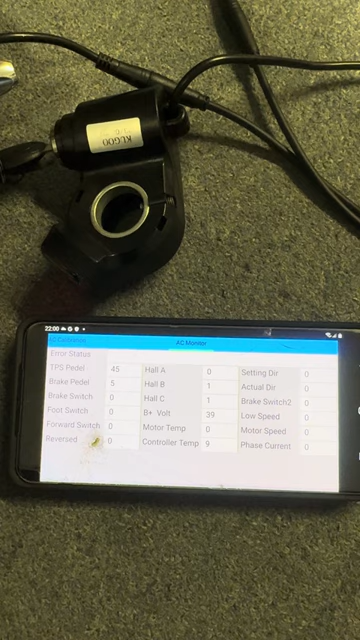 KLGOO
22:00
AC Monitor
Error Status
TPS Pedel 45 Hall A 0 Setting Dir 0
Brake Pedel 5 Hall B 1 Actual Dir 0
Brake Switch 0 Hall C 1 Brake Switch2 0
Foot Switch 0 B+ Volt 39 Low Speed 0
Forward Switch 0 Motor Temp 0 Motor Speed 0
Reversed 0 Controller Temp 9 Phase Current 0